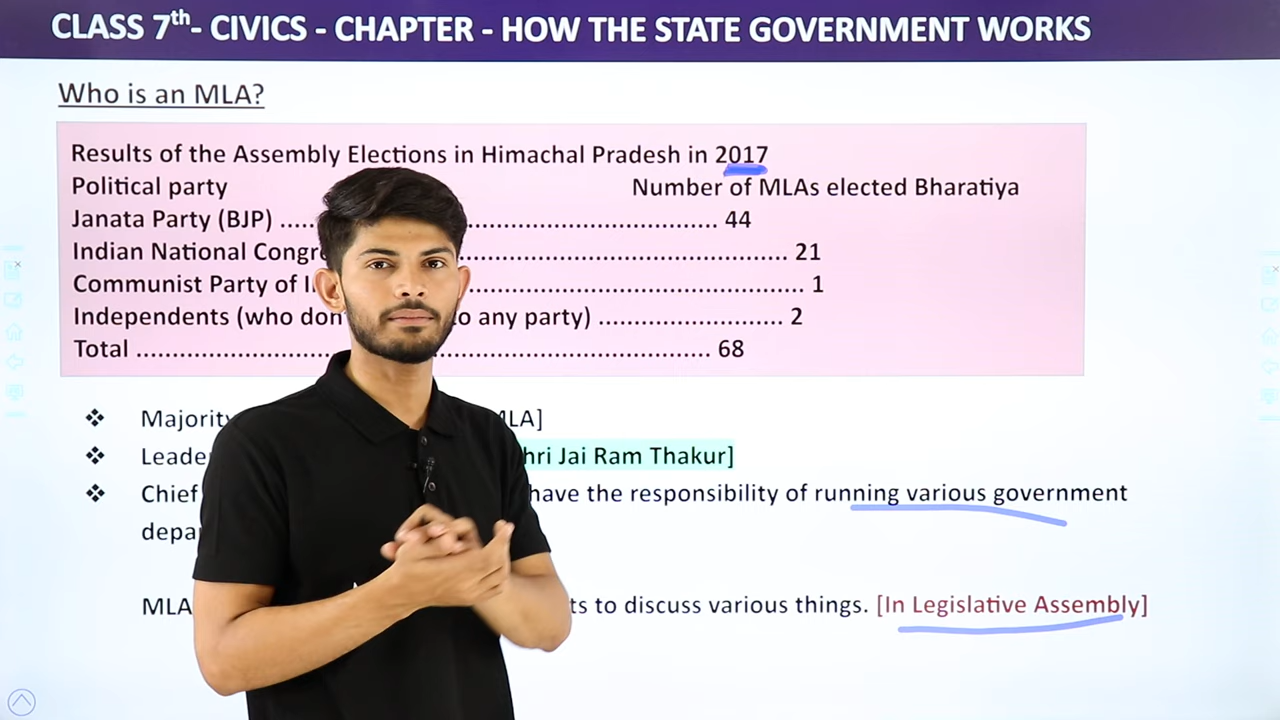 CLASS 7th- CIVICS - CHAPTER - HOW THE STATE GOVERNMENT WORKS
Who is an MLA?
Results of the Assembly Elections in Himachal Pradesh in 2017
Political party Number of MLAs elected Bharatiya
Janata Party (BJP) .... ........................................ 44
Indian National Congre ..................................................... 21
Communist Party of I ....................................................... 1
Independents (who don to any party) .............................. 2
Total ................................ ........................................ 68
❖ Majority MLA]
❖ Leade hri Jai Ram Thakur]
❖ Chief have the responsibility of running various government
depa
MLA ts to discuss various things. [In Legislative Assembly]